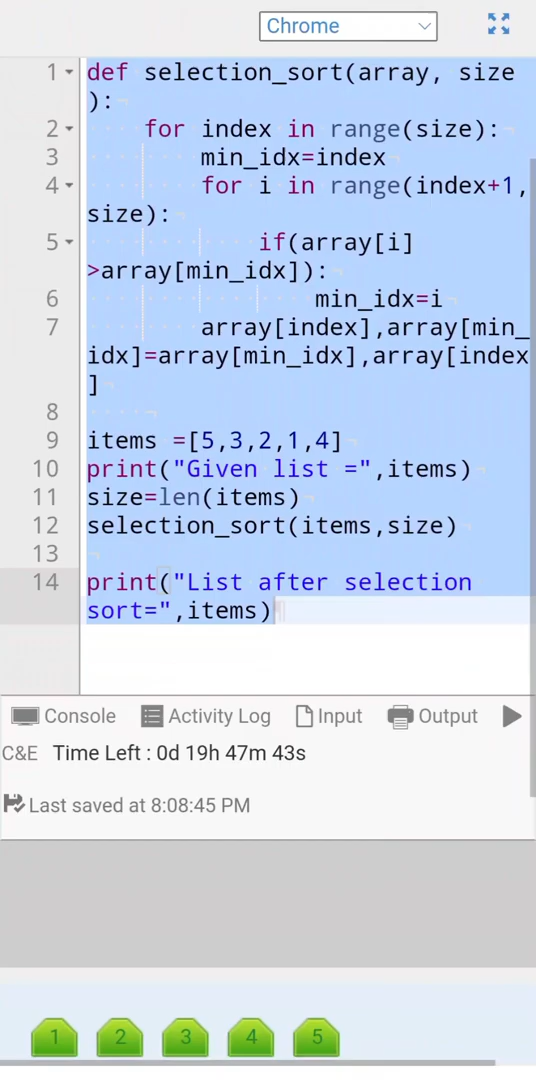 Chrome
1 def selection_sort(array, size
):
2 for index in range(size):
3 min_idx=index
4 for i in range(index+1,
size):
5 if(array[i]
>array[min_idx]):
6 min_idx=i
7 array[index],array[min_
idx]=array[min_idx],array[index
]
8
9 items =[5,3,2,1,4]
10 print("Given list =",items)
11 size=len(items)
12 selection_sort(items,size)
13
14 print("List after selection
sort=",items)
Console Activity Log Input Output
C&E Time Left : 0d 19h 47m 43s
Last saved at 8:08:45 PM
1 2 3 4 5